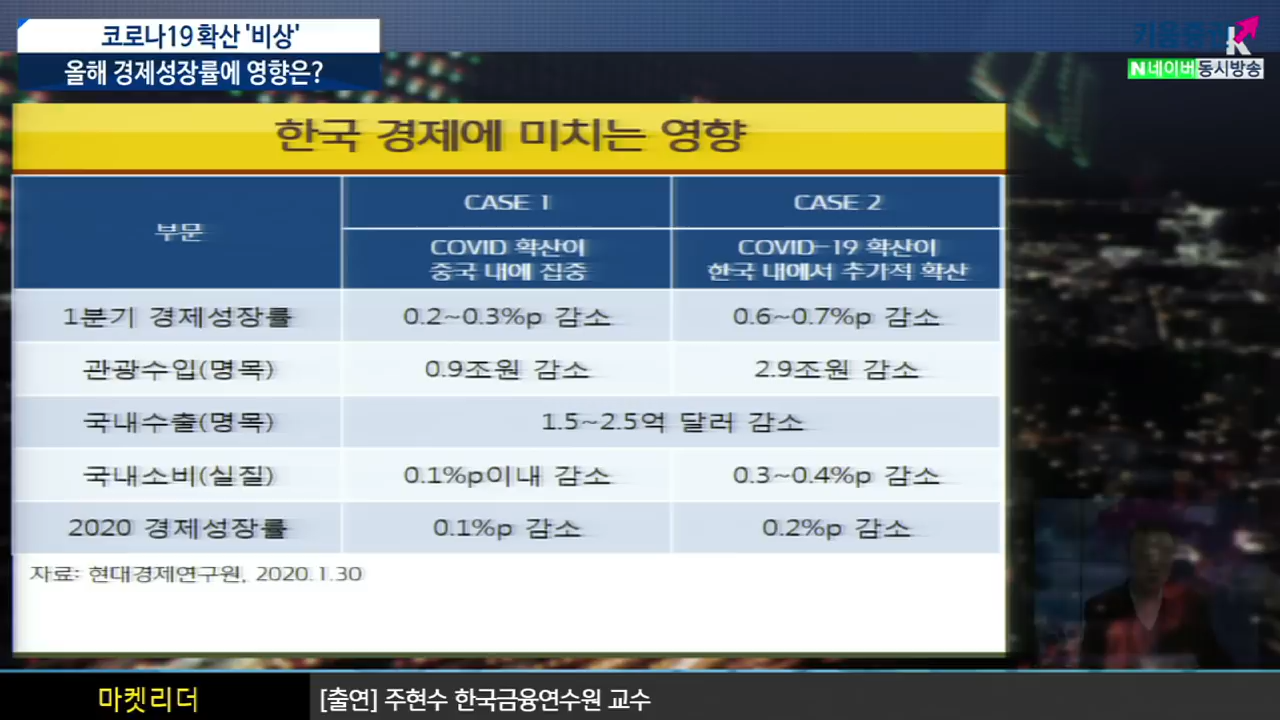 코로나19 확산 '비상'
올해 경제성장률에 영향은?
키움증권
K
N 네이버 동시방송
한국 경제에 미치는 영향
부문
CASE 1
CASE 2
COVID 확산이
중국 내에 집중
COVID-19 확산이
한국 내에서 추가적 확산
1분기 경제성장률 0.2~0.3%p 감소 0.6~0.7%p 감소
관광수입(명목) 0.9조원 감소 2.9조원 감소
국내수출(명목) 1.5~2.5억 달러 감소
국내소비(실질) 0.1%p이내 감소 0.3~0.4%p 감소
2020 경제성장률 0.1%p 감소 0.2%p 감소
자료: 현대경제연구원, 2020.1.30
마켓리더
[출연] 주현수 한국금융연수원 교수